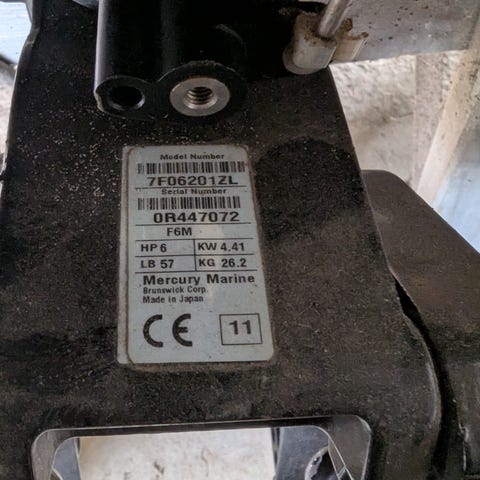 Model Number
7F06201ZL
Serial Number
0R447072
F6M
HP 6 KW 4.41
LB 57 KG 26.2
Mercury Marine
Brunswick Corp.
Made in Japan
CE 11